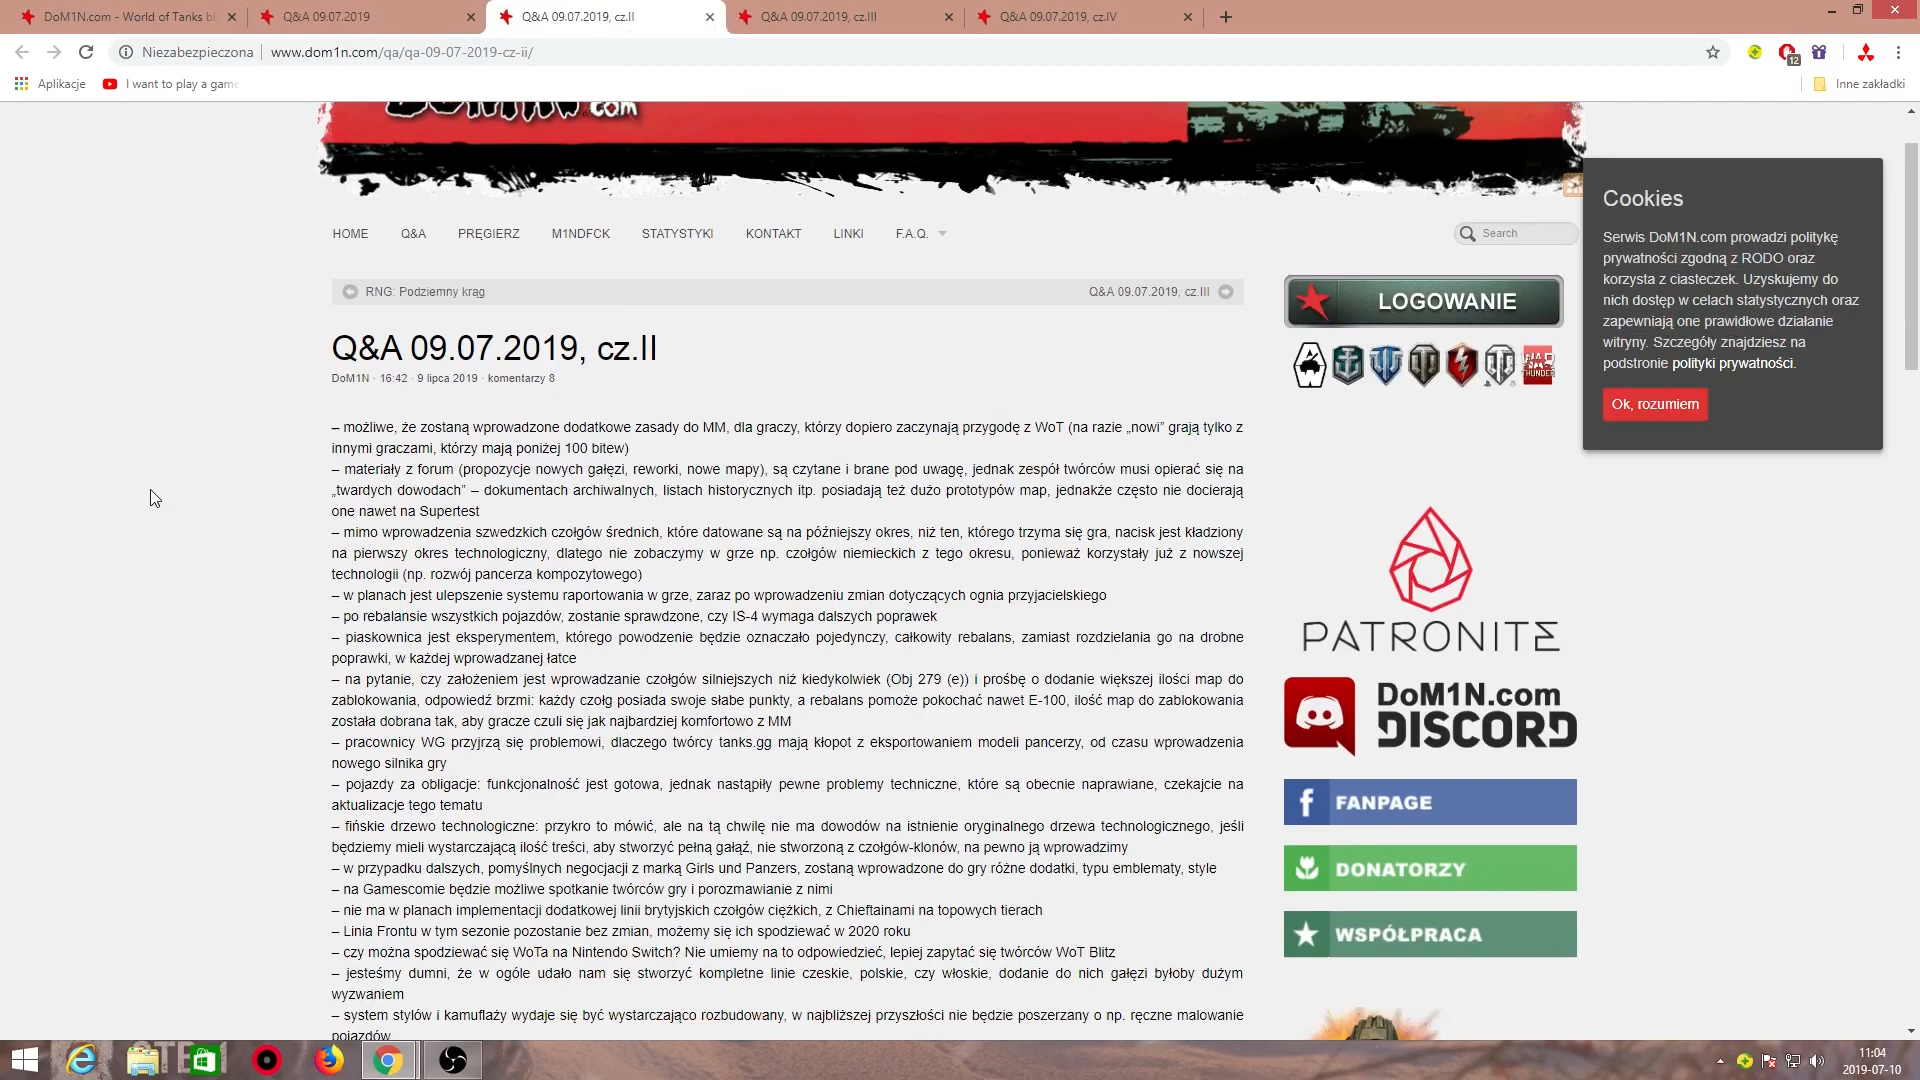 DoM1N.com - World of Tanks bl
Q&A 09.07.2019
Q&A 09.07.2019, cz.II
Q&A 09.07.2019, cz.III
Q&A 09.07.2019, cz.IV
Niezabezpieczona
www.dom1n.com/qa/qa-09-07-2019-cz-ii/
12
Aplikacje
I want to play a game
Inne zakładki
.com
HOME
Q&A
PRĘGIERZ
M1NDFCK
STATYSTYKI
KONTAKT
LINKI
F.A.Q.
Search
RNG: Podziemny krąg
Q&A 09.07.2019, cz.III
Q&A 09.07.2019, cz.II
DoM1N · 16:42 · 9 lipca 2019 · komentarzy 8
– możliwe, że zostaną wprowadzone dodatkowe zasady do MM, dla graczy, którzy dopiero zaczynają przygodę z WoT (na razie „nowi” grają tylko z
innymi graczami, którzy mają poniżej 100 bitew)
– materiały z forum (propozycje nowych gałęzi, reworki, nowe mapy), są czytane i brane pod uwagę, jednak zespół twórców musi opierać się na
„twardych dowodach” – dokumentach archiwalnych, listach historycznych itp. posiadają też dużo prototypów map, jednakże często nie docierają
one nawet na Supertest
– mimo wprowadzenia szwedzkich czołgów średnich, które datowane są na późniejszy okres, niż ten, którego trzyma się gra, nacisk jest kładziony
na pierwszy okres technologiczny, dlatego nie zobaczymy w grze np. czołgów niemieckich z tego okresu, ponieważ korzystały już z nowszej
technologii (np. rozwój pancerza kompozytowego)
– w planach jest ulepszenie systemu raportowania w grze, zaraz po wprowadzeniu zmian dotyczących ognia przyjacielskiego
– po rebalansie wszystkich pojazdów, zostanie sprawdzone, czy IS-4 wymaga dalszych poprawek
– piaskownica jest eksperymentem, którego powodzenie będzie oznaczało pojedynczy, całkowity rebalans, zamiast rozdzielania go na drobne
poprawki, w każdej wprowadzanej łatce
– na pytanie, czy założeniem jest wprowadzanie czołgów silniejszych niż kiedykolwiek (Obj 279 (e)) i prośbę o dodanie większej ilości map do
zablokowania, odpowiedź brzmi: każdy czołg posiada swoje słabe punkty, a rebalans pomoże pokochać nawet E-100, ilość map do zablokowania
została dobrana tak, aby gracze czuli się jak najbardziej komfortowo z MM
– pracownicy WG przyjrzą się problemowi, dlaczego twórcy tanks.gg mają kłopot z eksportowaniem modeli pancerzy, od czasu wprowadzenia
nowego silnika gry
– pojazdy za obligacje: funkcjonalność jest gotowa, jednak nastąpiły pewne problemy techniczne, które są obecnie naprawiane, czekajcie na
aktualizacje tego tematu
– fińskie drzewo technologiczne: przykro to mówić, ale na tą chwilę nie ma dowodów na istnienie oryginalnego drzewa technologicznego, jeśli
będziemy mieli wystarczającą ilość treści, aby stworzyć pełną gałąź, nie stworzoną z czołgów-klonów, na pewno ją wprowadzimy
– w przypadku dalszych, pomyślnych negocjacji z marką Girls und Panzers, zostaną wprowadzone do gry różne dodatki, typu emblematy, style
– na Gamescomie będzie możliwe spotkanie twórców gry i porozmawianie z nimi
– nie ma w planach implementacji dodatkowej linii brytyjskich czołgów ciężkich, z Chieftainami na topowych tierach
– Linia Frontu w tym sezonie pozostanie bez zmian, możemy się ich spodziewać w 2020 roku
– czy można spodziewać się WoTa na Nintendo Switch? Nie umiemy na to odpowiedzieć, lepiej zapytać się twórców WoT Blitz
– jesteśmy dumni, że w ogóle udało nam się stworzyć kompletne linie czeskie, polskie, czy włoskie, dodanie do nich gałęzi byłoby dużym
wyzwaniem
– system stylów i kamuflaży wydaje się być wystarczająco rozbudowany, w najbliższej przyszłości nie będzie poszerzany o np. ręczne malowanie
pojazdów
LOGOWANIE
WAR
THUNDER
PATRONITE
DoM1N.com
DISCORD
FANPAGE
DONATORZY
WSPÓŁPRACA
Cookies
Serwis DoM1N.com prowadzi politykę
prywatności zgodną z RODO oraz
korzysta z ciasteczek. Uzyskujemy do
nich dostęp w celach statystycznych oraz
zapewniają one prawidłowe działanie
witryny. Szczegóły znajdziesz na
podstronie polityki prywatności.
Ok, rozumiem
11:04
2019-07-10